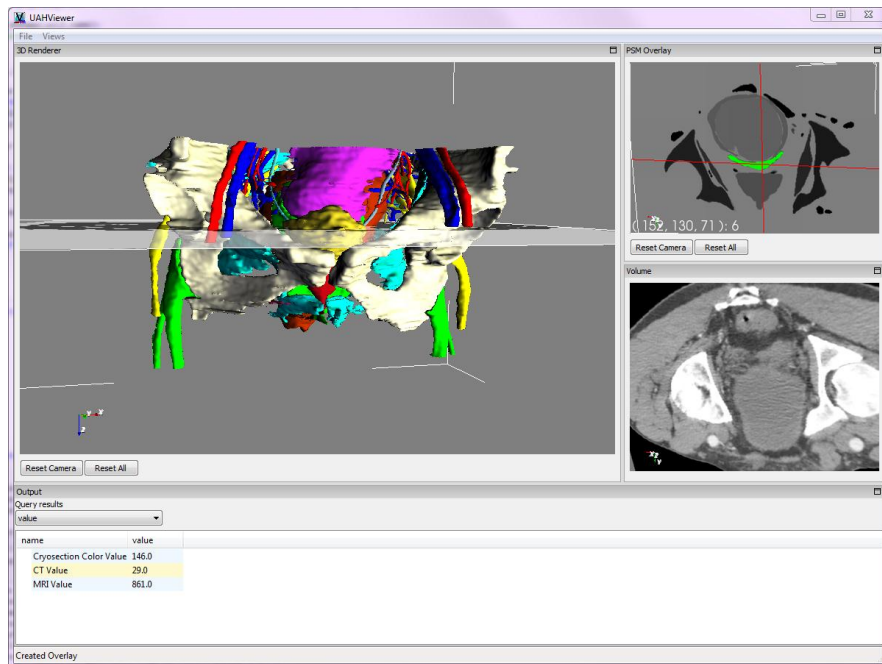 UAHViewer
File Views
3D Renderer
PSM Overlay
( 152, 130, 71 ): 6
Reset Camera Reset All
Volume
Reset Camera Reset All
Output
Query results
value
name value
Cryosection Color Value 146.0
CT Value 29.0
MRI Value 861.0
Created Overlay